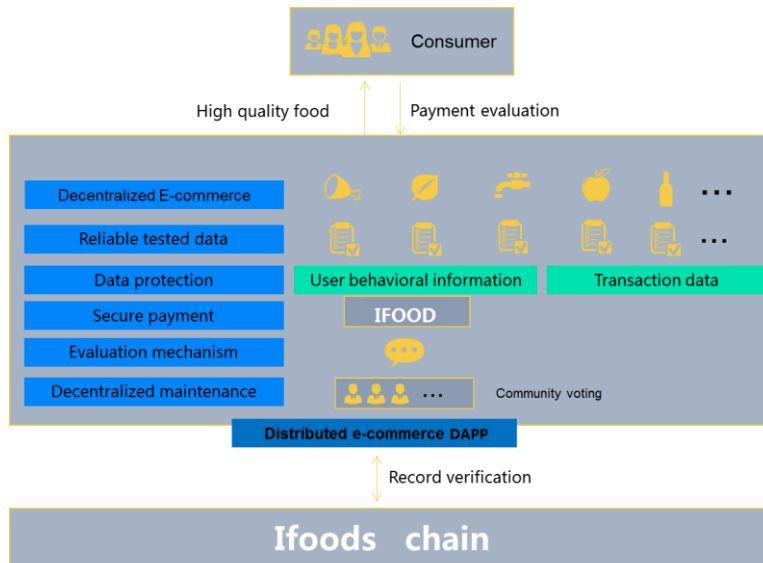 Consumer
High quality food
Payment evaluation
Decentralized E-commerce
...
Reliable tested data
...
Data protection
User behavioral information
Transaction data
Secure payment
IFOOD
Evaluation mechanism
Decentralized maintenance
...
Community voting
Distributed e-commerce DAPP
Record verification
Ifoods chain